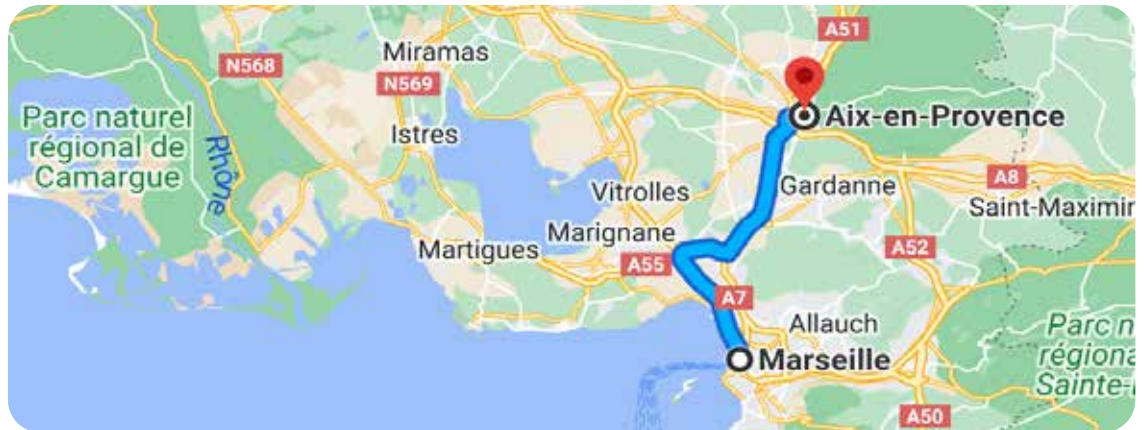 A51
Miramas
N568
N569
Parc naturel
régional de
Camargue
Rhône
Istres
Aix-en-Provence
Vitrolles
Gardanne
A8
Saint-Maximin
Marignane
Martigues
A55
A52
A7
Allauch
Parc n
régiona
Sainte-
Marseille
A50